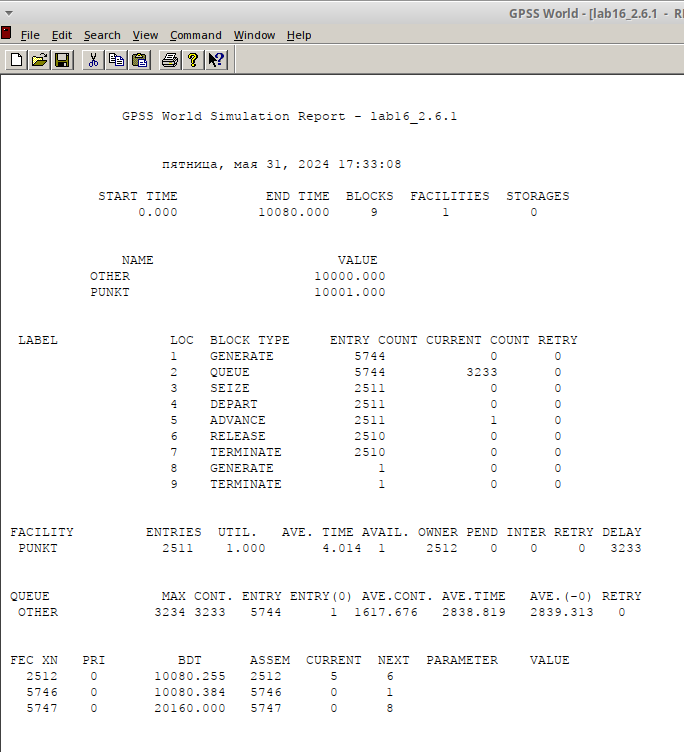 GPSS World - [lab16_2.6.1 - R
File Edit Search View Command Window Help
GPSS World Simulation Report - lab16_2.6.1
пятница, мая 31, 2024 17:33:08
START TIME END TIME BLOCKS FACILITIES STORAGES
0.000 10080.000 9 1 0
NAME VALUE
OTHER 10000.000
PUNKT 10001.000
LABEL LOC BLOCK TYPE ENTRY COUNT CURRENT COUNT RETRY
1 GENERATE 5744 0 0
2 QUEUE 5744 3233 0
3 SEIZE 2511 0 0
4 DEPART 2511 0 0
5 ADVANCE 2511 1 0
6 RELEASE 2510 0 0
7 TERMINATE 2510 0 0
8 GENERATE 1 0 0
9 TERMINATE 1 0 0
FACILITY ENTRIES UTIL. AVE. TIME AVAIL. OWNER PEND INTER RETRY DELAY
PUNKT 2511 1.000 4.014 1 2512 0 0 0 3233
QUEUE MAX CONT. ENTRY ENTRY(0) AVE.CONT. AVE.TIME AVE.(-0) RETRY
OTHER 3234 3233 5744 1 1617.676 2838.819 2839.313 0
FEC XN PRI BDT ASSEM CURRENT NEXT PARAMETER VALUE
2512 0 10080.255 2512 5 6
5746 0 10080.384 5746 0 1
5747 0 20160.000 5747 0 8